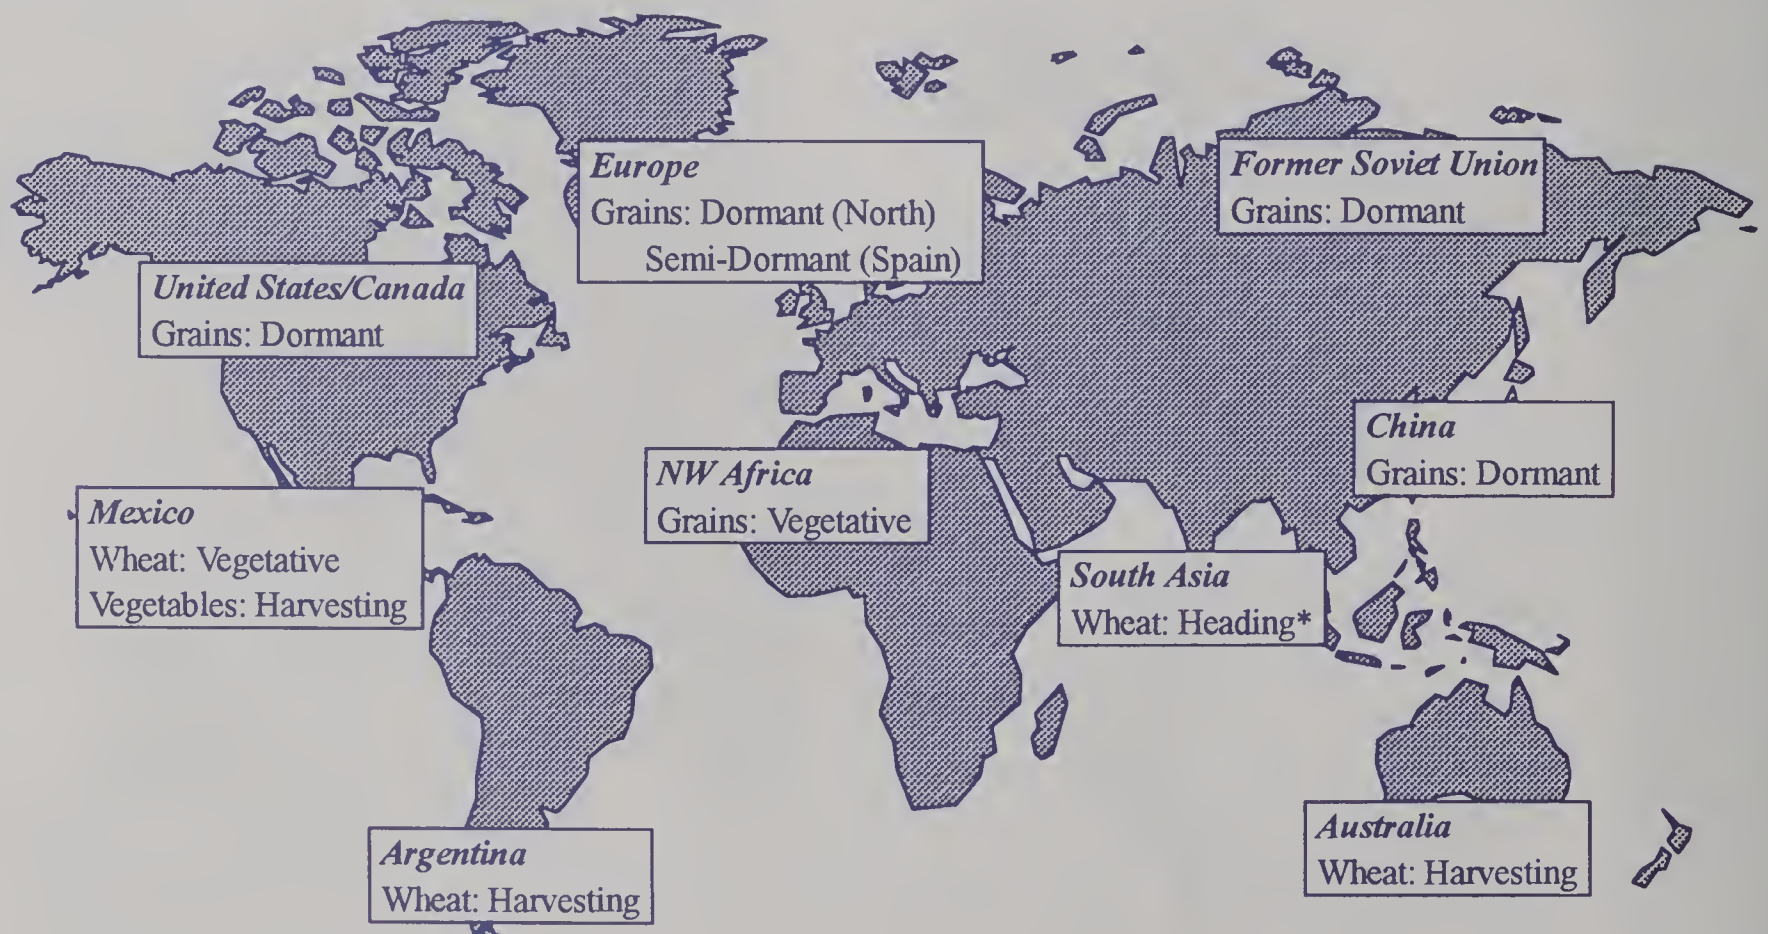 Europe
Grains: Dormant (North)
Semi-Dormant (Spain)
Former Soviet Union
Grains: Dormant
United States/Canada
Grains: Dormant
China
Grains: Dormant
NW Africa
Grains: Vegetative
Mexico
Wheat: Vegetative
Vegetables: Harvesting
South Asia
Wheat: Heading*
Australia
Wheat: Harvesting
Argentina
Wheat: Harvesting